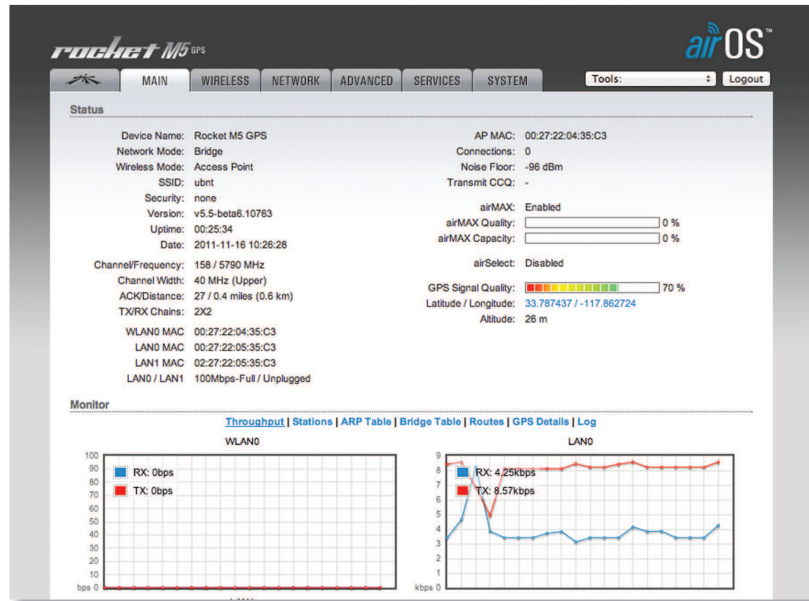 rocket M5 GPS
airOS™
MAIN WIRELESS NETWORK ADVANCED SERVICES SYSTEM Tools: Logout
Status
Device Name: Rocket M5 GPS
Network Mode: Bridge
Wireless Mode: Access Point
SSID: ubnt
Security: none
Version: v5.5-beta6.10763
Uptime: 00:25:34
Date: 2011-11-16 10:26:28
Channel/Frequency: 158 / 5790 MHz
Channel Width: 40 MHz (Upper)
ACK/Distance: 27 / 0.4 miles (0.6 km)
TX/RX Chains: 2X2
WLAN0 MAC 00:27:22:04:35:C3
LAN0 MAC 00:27:22:05:35:C3
LAN1 MAC 02:27:22:05:35:C3
LAN0 / LAN1 100Mbps-Full / Unplugged
AP MAC: 00:27:22:04:35:C3
Connections: 0
Noise Floor: -96 dBm
Transmit CCQ: -
airMAX: Enabled
airMAX Quality: 0 %
airMAX Capacity: 0 %
airSelect: Disabled
GPS Signal Quality: 70 %
Latitude / Longitude: 33.787437 / -117.862724
Altitude: 26 m
Monitor
Throughput | Stations | ARP Table | Bridge Table | Routes | GPS Details | Log
WLAN0
100
90
80
70
60
50
40
30
20
10
bps 0
RX: 0bps
TX: 0bps
LAN0
9
8
7
6
5
4
3
2
1
kbps 0
RX: 4.25kbps
TX: 8.57kbps